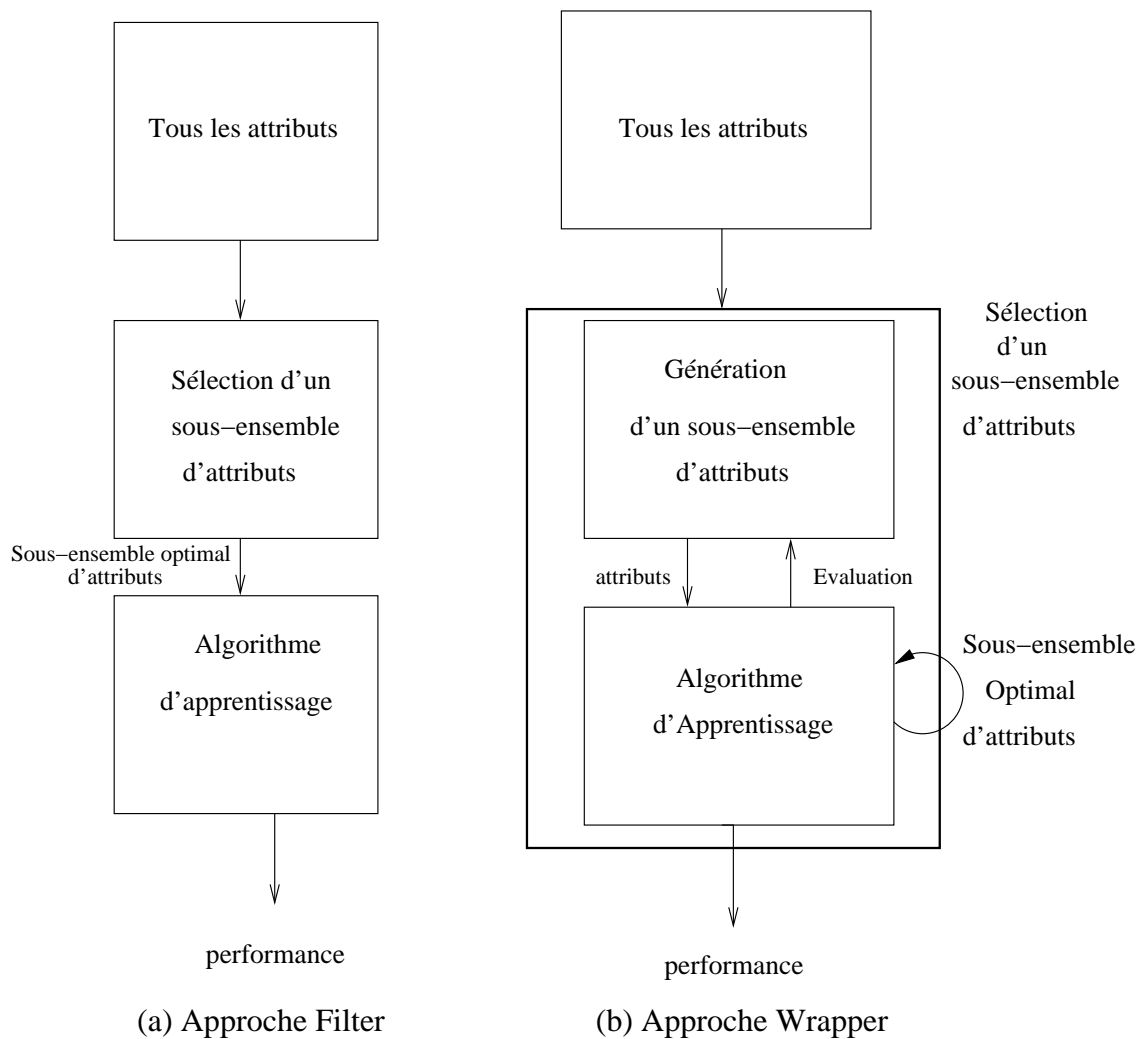 Tous les attributs
Sélection d'un
sous−ensemble
d'attributs
Sous−ensemble optimal
d'attributs
Algorithme
d'apprentissage
performance
(a) Approche Filter
Tous les attributs
Sélection
d'un
sous−ensemble
d'attributs
Génération
d'un sous−ensemble
d'attributs
attributs
Evaluation
Algorithme
d'Apprentissage
Sous−ensemble
Optimal
d'attributs
performance
(b) Approche Wrapper